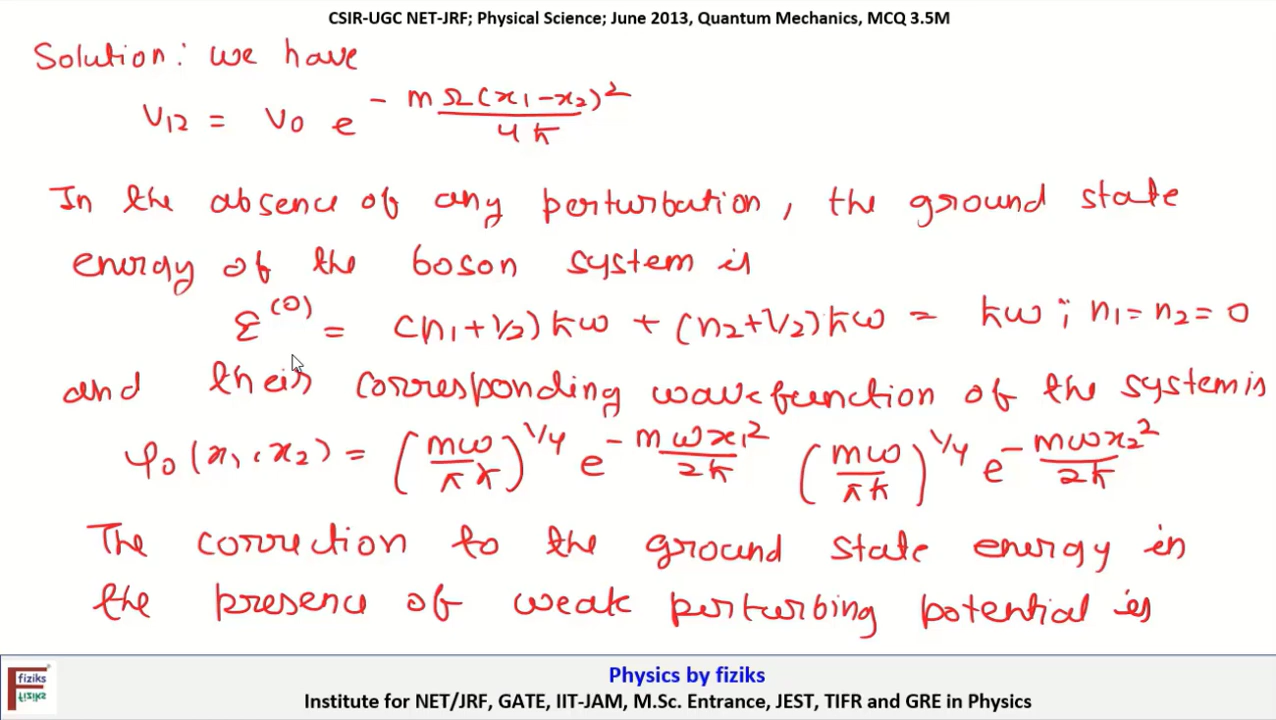 CSIR-UGC NET-JRF; Physical Science; June 2013, Quantum Mechanics, MCQ 3.5M
Solution: we have
V₁₂ = V₀ e^(-mΩ(x₁-x₂)²/4ħ)
In the absence of any perturbation, the ground state
energy of the boson system is
ε^(0) = (n₁+1/2)ħω + (n₂+1/2)ħω = ħω ; n₁=n₂=0
and their corresponding wavefunction of the system is
φ₀(x₁,x₂) = (mω/πħ)^(1/4) e^(-mωx₁²/2ħ) (mω/πħ)^(1/4) e^(-mωx₂²/2ħ)
The correction to the ground state energy in
the presence of weak perturbing potential is
fiziks
Physics by fiziks
Institute for NET/JRF, GATE, IIT-JAM, M.Sc. Entrance, JEST, TIFR and GRE in Physics